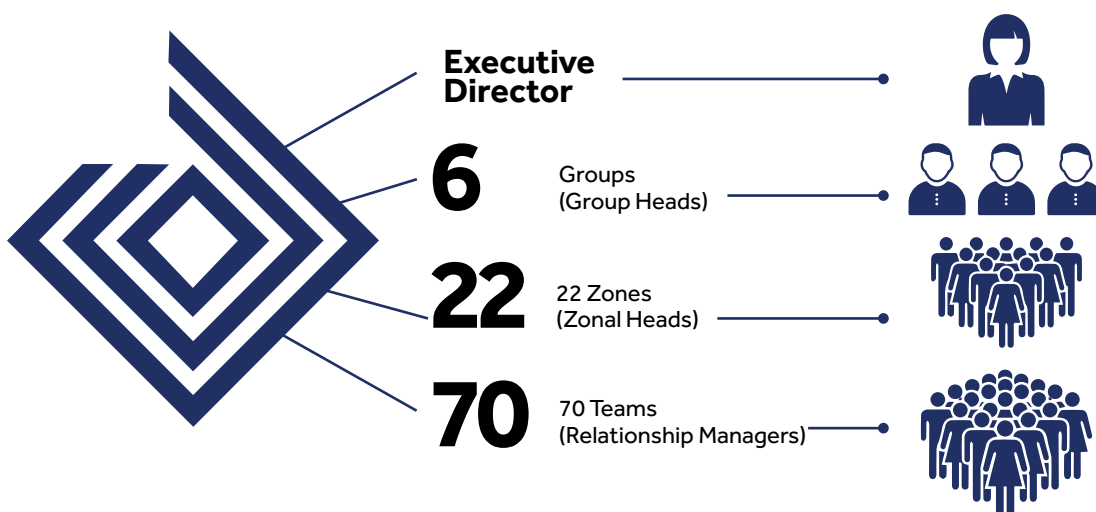 Executive
Director
6
Groups
(Group Heads)
22
22 Zones
(Zonal Heads)
70
70 Teams
(Relationship Managers)